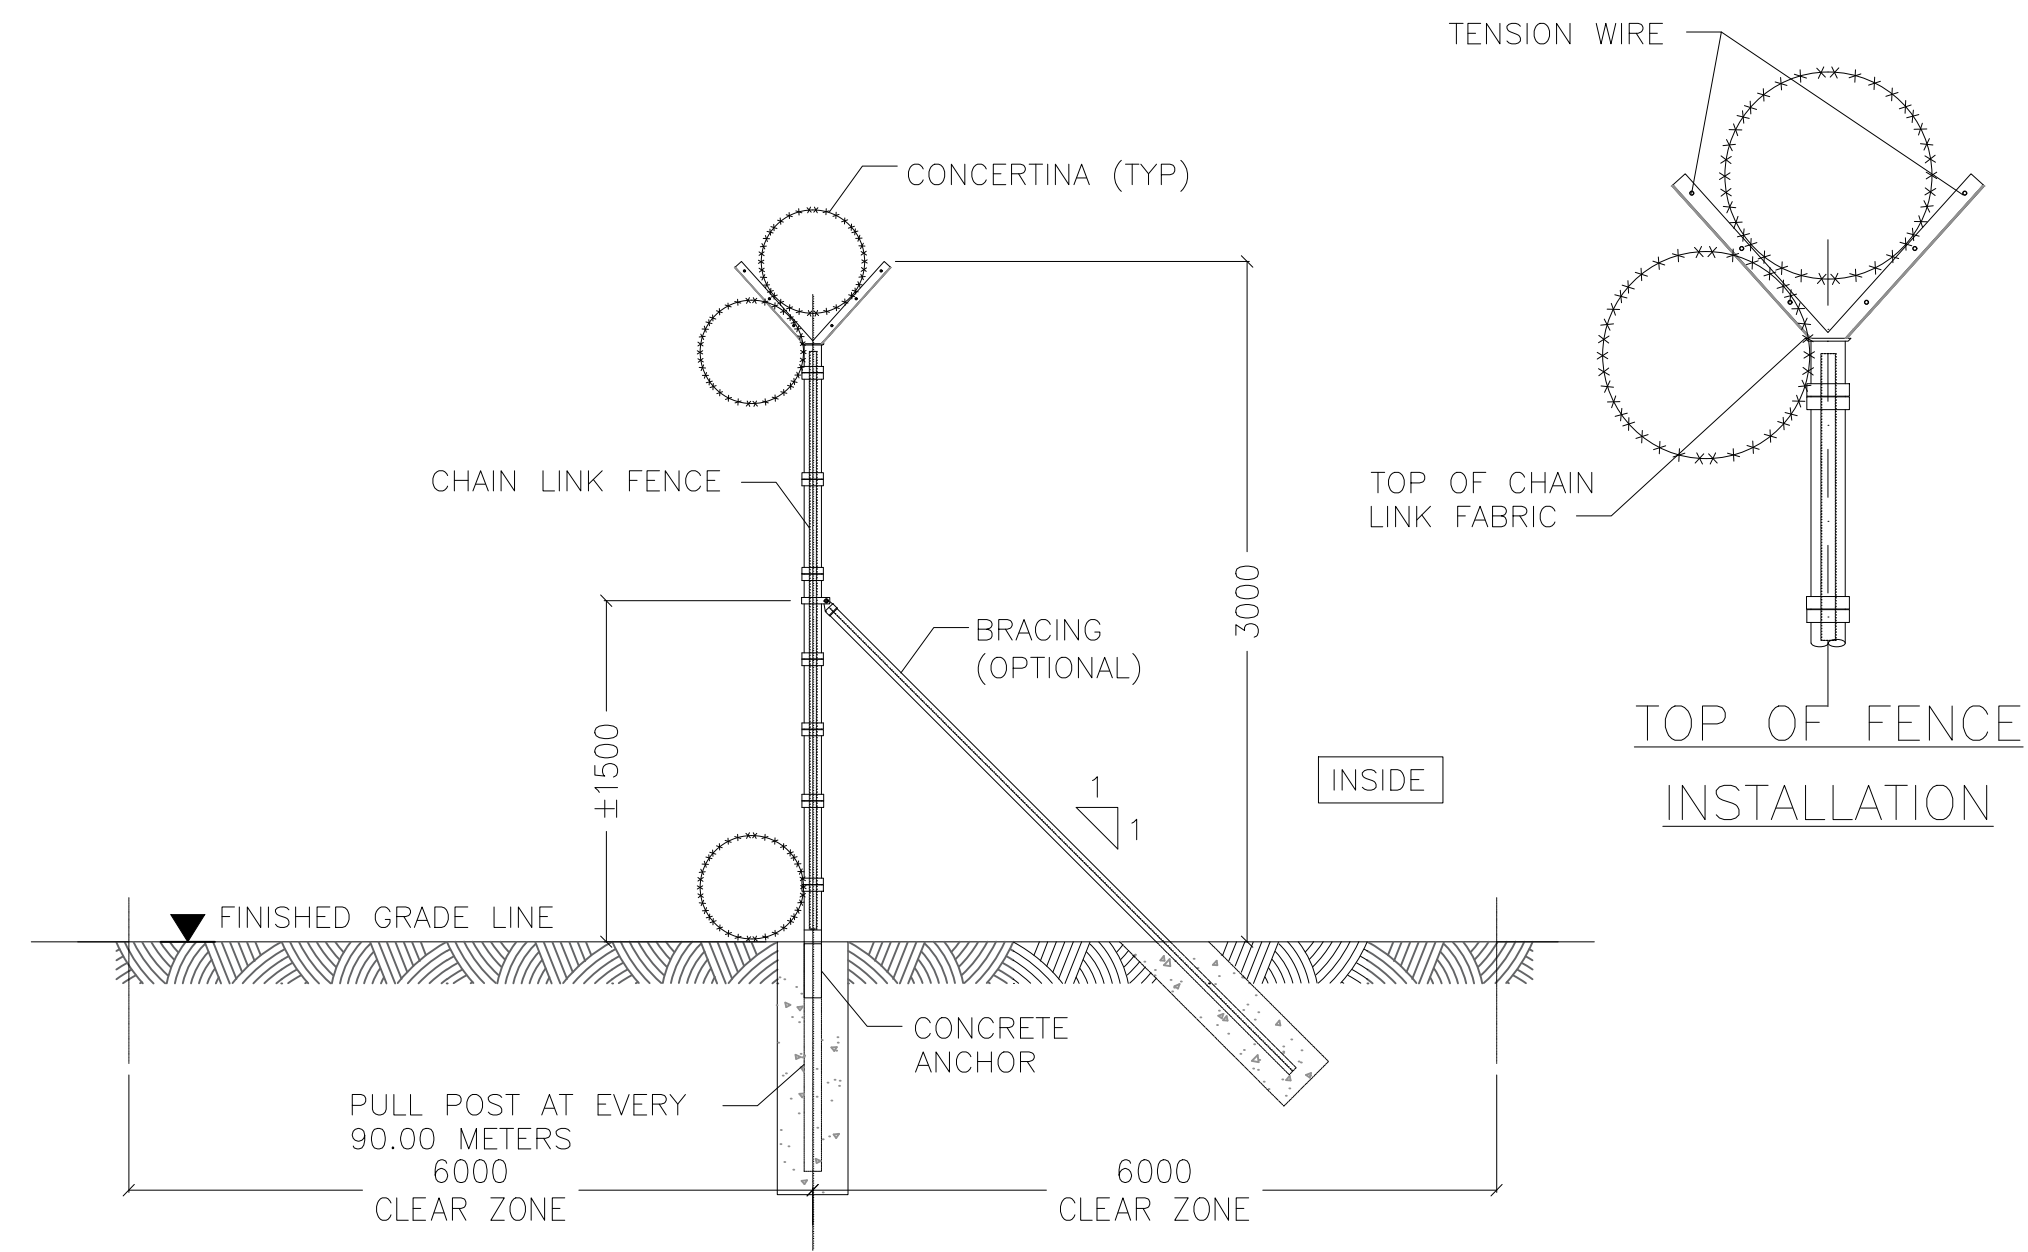 TENSION WIRE
CONCERTINA (TYP)
CHAIN LINK FENCE
TOP OF CHAIN
LINK FABRIC
3000
BRACING
(OPTIONAL)
±1500
TOP OF FENCE
INSTALLATION
INSIDE
1
1
FINISHED GRADE LINE
CONCRETE
ANCHOR
PULL POST AT EVERY
90.00 METERS
6000
CLEAR ZONE
6000
CLEAR ZONE